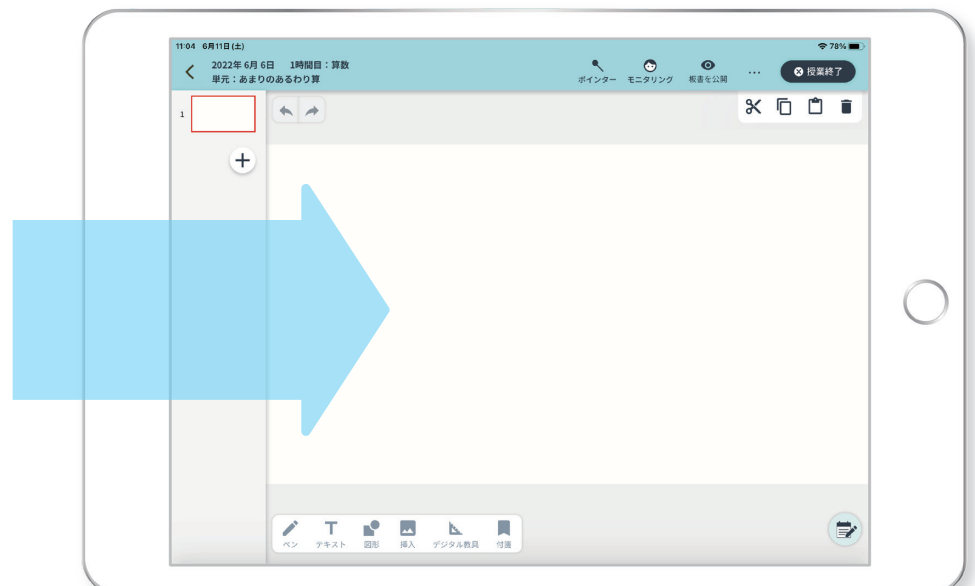 11:04 6月11日(土)
78%
2022年6月6日 1時間目：算数
単元：あまりのあるわり算
ポインター
モニタリング
板書を公開
…
授業終了
1
ペン
テキスト
図形
挿入
デジタル教具
付箋